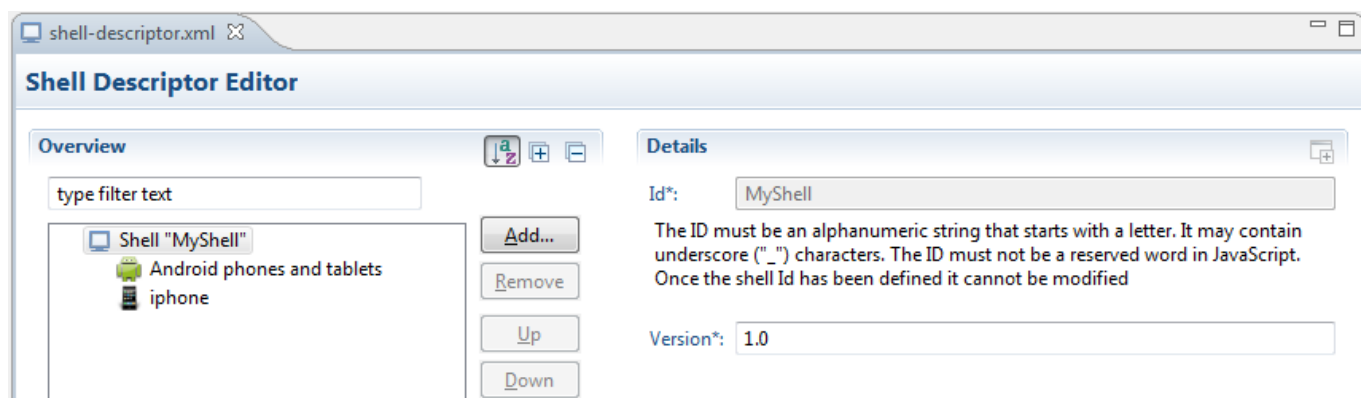 shell-descriptor.xml
Shell Descriptor Editor
Overview
a
z
type filter text
Shell "MyShell"
Android phones and tablets
iphone
Add...
Remove
Up
Down
Details
Id*:
MyShell
The ID must be an alphanumeric string that starts with a letter. It may contain
underscore ("_") characters. The ID must not be a reserved word in JavaScript.
Once the shell Id has been defined it cannot be modified
Version*:
1.0